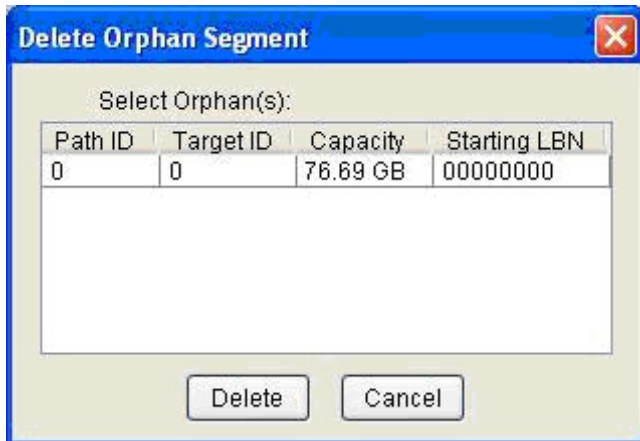 Delete Orphan Segment
Select Orphan(s):
Path ID Target ID Capacity Starting LBN
0 0 76.69 GB 00000000
Delete Cancel